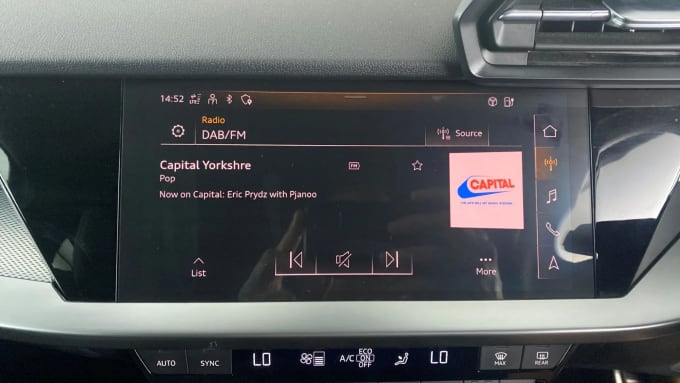 14:52 LTE
Radio
DAB/FM
Source
Capital Yorkshre
FM
Pop
Now on Capital: Eric Prydz with Pjanoo
CAPITAL
List
More
AUTO
SYNC
LO
A/C
ECO
ON
OFF
LO
MAX
REAR